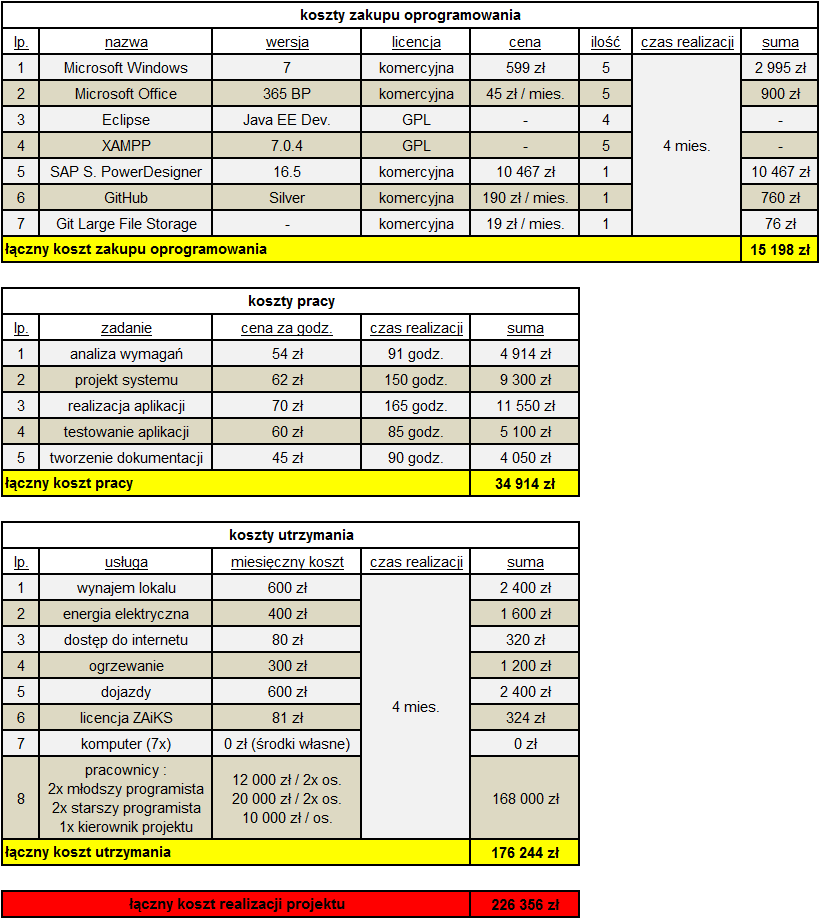 koszty zakupu oprogramowania
lp. nazwa wersja licencja cena ilość czas realizacji suma
1 Microsoft Windows 7 komercyjna 599 zł 5 2 995 zł
2 Microsoft Office 365 BP komercyjna 45 zł / mies. 5 900 zł
3 Eclipse Java EE Dev. GPL - 4 -
4 XAMPP 7.0.4 GPL - 5 4 mies. -
5 SAP S. PowerDesigner 16.5 komercyjna 10 467 zł 1 10 467 zł
6 GitHub Silver komercyjna 190 zł / mies. 1 760 zł
7 Git Large File Storage - komercyjna 19 zł / mies. 1 76 zł
łączny koszt zakupu oprogramowania 15 198 zł
koszty pracy
lp. zadanie cena za godz. czas realizacji suma
1 analiza wymagań 54 zł 91 godz. 4 914 zł
2 projekt systemu 62 zł 150 godz. 9 300 zł
3 realizacja aplikacji 70 zł 165 godz. 11 550 zł
4 testowanie aplikacji 60 zł 85 godz. 5 100 zł
5 tworzenie dokumentacji 45 zł 90 godz. 4 050 zł
łączny koszt pracy 34 914 zł
koszty utrzymania
lp. usługa miesięczny koszt czas realizacji suma
1 wynajem lokalu 600 zł 2 400 zł
2 energia elektryczna 400 zł 1 600 zł
3 dostęp do internetu 80 zł 320 zł
4 ogrzewanie 300 zł 1 200 zł
5 dojazdy 600 zł 2 400 zł
4 mies.
6 licencja ZAiKS 81 zł 324 zł
7 komputer (7x) 0 zł (środki własne) 0 zł
pracownicy :
2x młodszy programista 12 000 zł / 2x os.
8 2x starszy programista 20 000 zł / 2x os. 168 000 zł
1x kierownik projektu 10 000 zł / os.
łączny koszt utrzymania 176 244 zł
łączny koszt realizacji projektu 226 356 zł